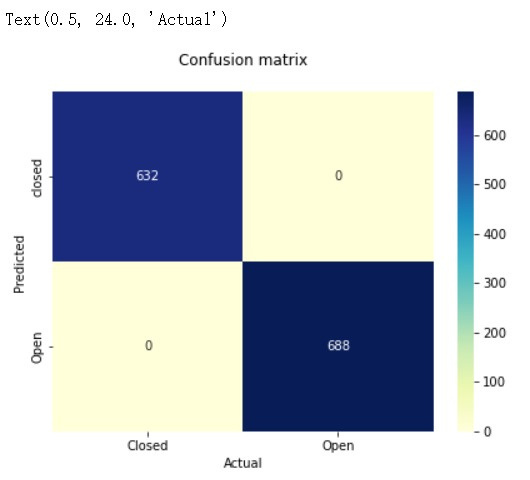 Text(0.5, 24.0, 'Actual')
Confusion matrix
closed
632
0
600
500
400
300
200
100
0
Predicted
Open
0
688
Closed
Open
Actual